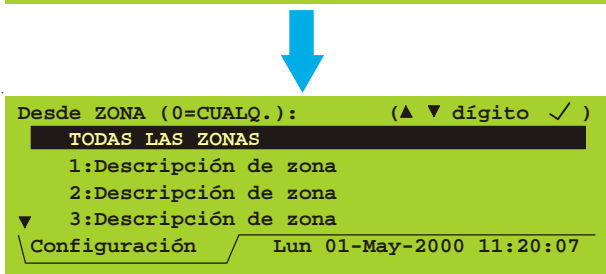 Desde ZONA (0=CUALQ.): (▲ ▼ dígito ✓ )
TODAS LAS ZONAS
1:Descripción de zona
2:Descripción de zona
▼ 3:Descripción de zona
Configuración Lun 01-May-2000 11:20:07